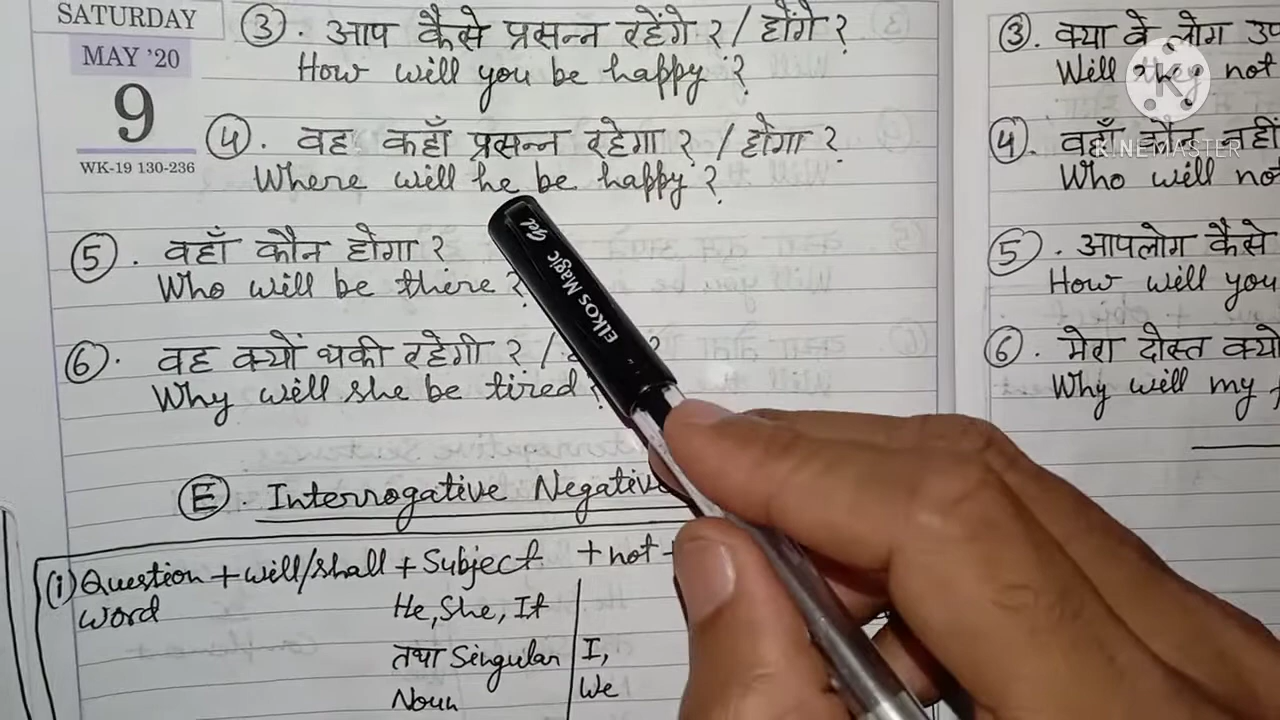 SATURDAY
MAY '20
9
WK-19 130-236
③. आप कैसे प्रसन्न रहेंगे? / होंगे?
How will you be happy?
④. वह कहाँ प्रसन्न रहेगा? / होगा?
Where will he be happy?
⑤. वहाँ कौन होगा?
Who will be there?
⑥. वह क्यों थकी रहेगी? /
Why will she be tired?
Ⓔ. Interrogative Negative
(i) Question + will/shall + Subject + not +
word He, She, It
तथा Singular I,
Noun We
Elkos Magic Gel
③. क्या वे लोग
Will they not
④. वहाँ कौन नहीं
Who will not
⑤. आपलोग कैसे
How will you
⑥. मेरा दोस्त क्यों
Why will my
KINEMASTER